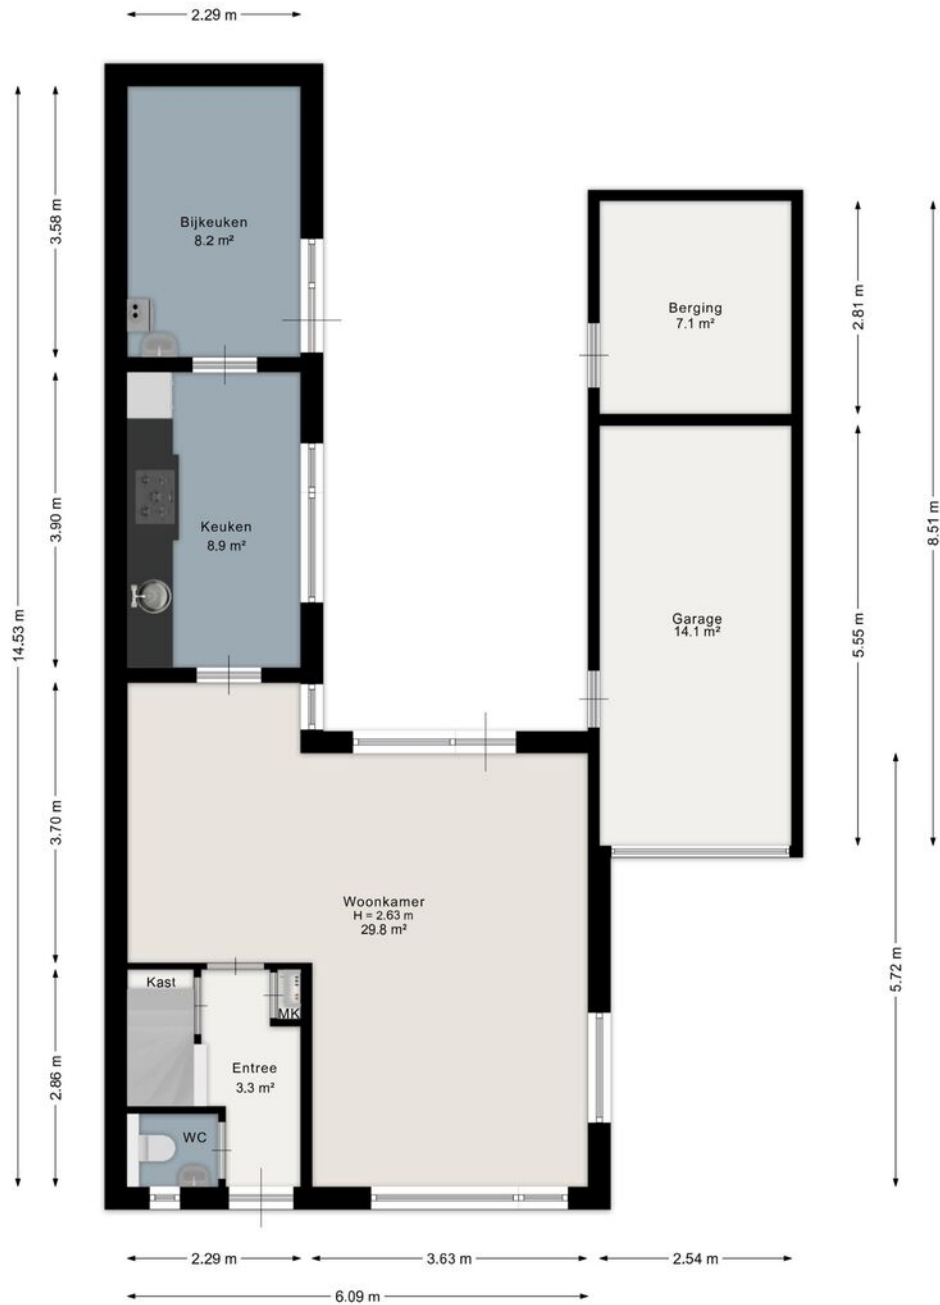 2.29 m
Bijkeuken
8.2 m²
3.58 m
Berging
7.1 m²
2.81 m
3.90 m
Keuken
8.9 m²
8.51 m
14.53 m
Garage
14.1 m²
5.55 m
3.70 m
Woonkamer
H = 2.63 m
29.8 m²
5.72 m
Kast
MK
2.86 m
Entree
3.3 m²
WC
2.29 m
3.63 m
2.54 m
6.09 m